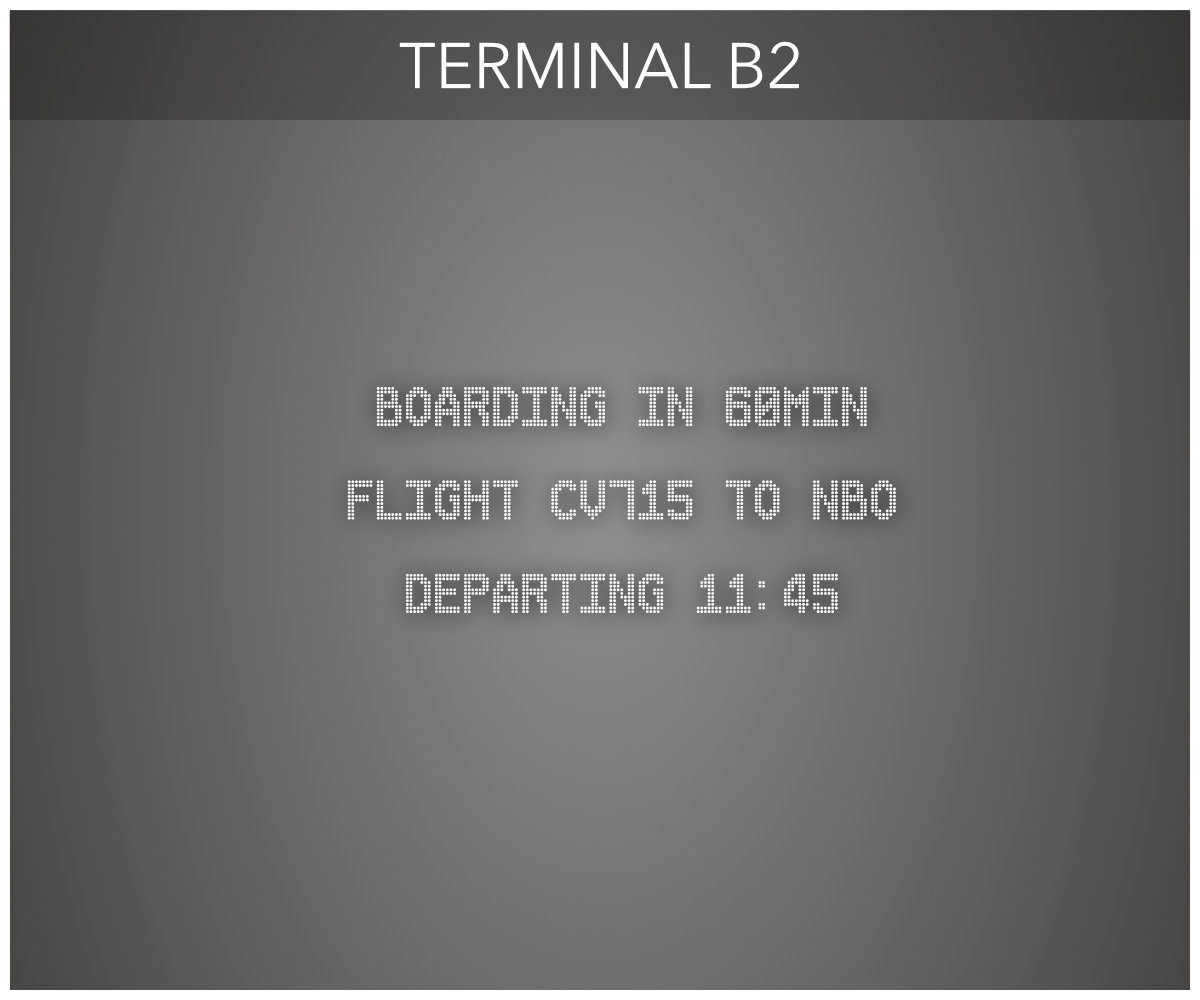 TERMINAL B2
BOARDING IN 60MIN
FLIGHT CV715 TO NBO
DEPARTING 11:45